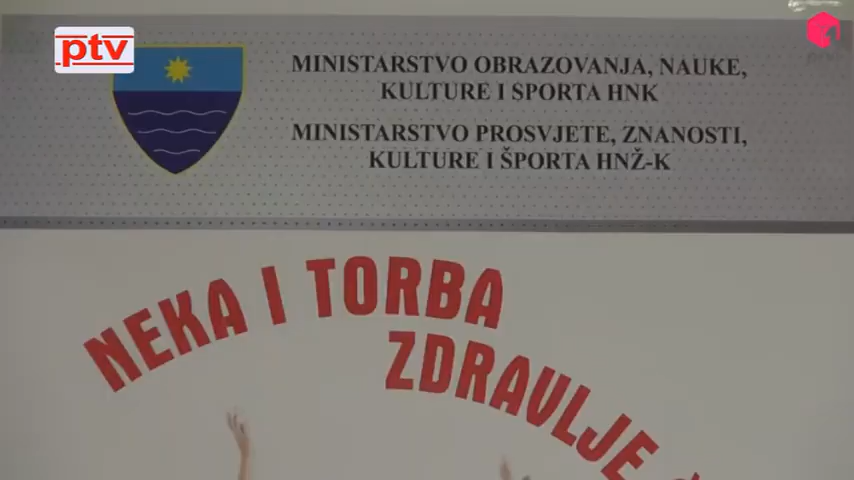 ptv
MINISTARSTVO OBRAZOVANJA, NAUKE,
KULTURE I SPORTA HNK
MINISTARSTVO PROSVJETE, ZNANOSTI,
KULTURE I ŠPORTA HNŽ-K
NEKA I TORBA
ZDRAVLJE